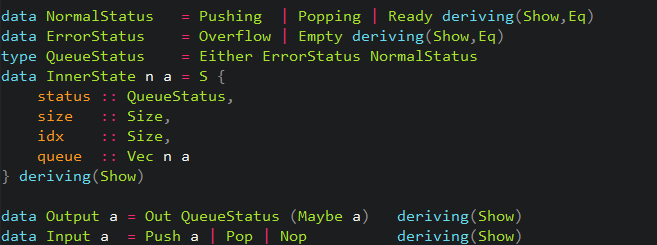 data NormalStatus   = Pushing  | Popping | Ready deriving(Show,Eq)
data ErrorStatus    = Overflow | Empty deriving(Show,Eq)
type QueueStatus    = Either ErrorStatus NormalStatus
data InnerState n a = S {
    status :: QueueStatus,
    size   :: Size,
    idx    :: Size,
    queue  :: Vec n a
} deriving(Show)

data Output a = Out QueueStatus (Maybe a)   deriving(Show)
data Input a  = Push a | Pop | Nop          deriving(Show)